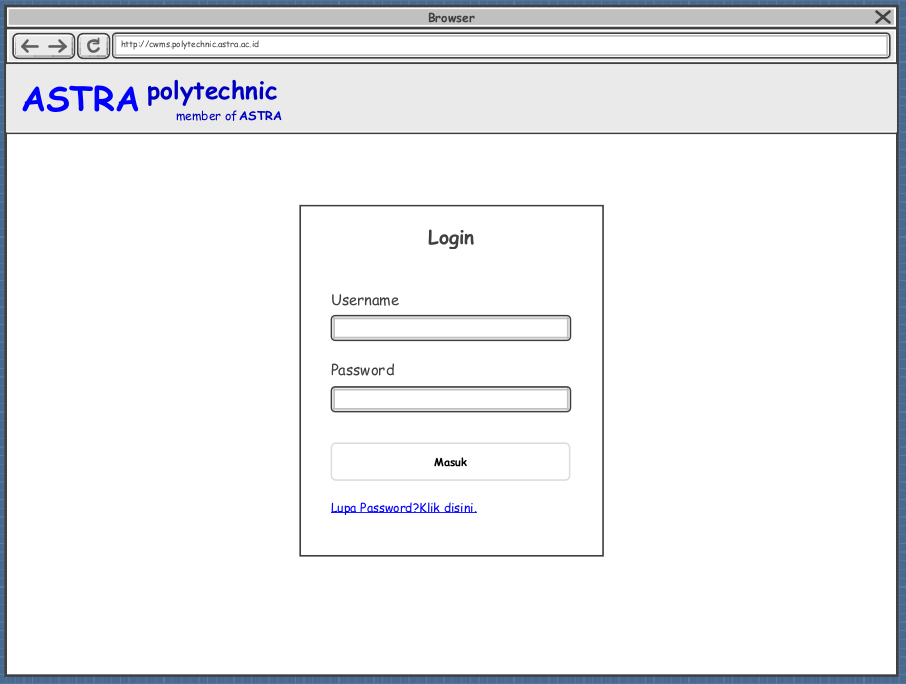 Browser
http://cwms.polytechnic.astra.ac.id
ASTRA polytechnic
member of ASTRA
Login
Username
Password
Masuk
Lupa Password?Klik disini.